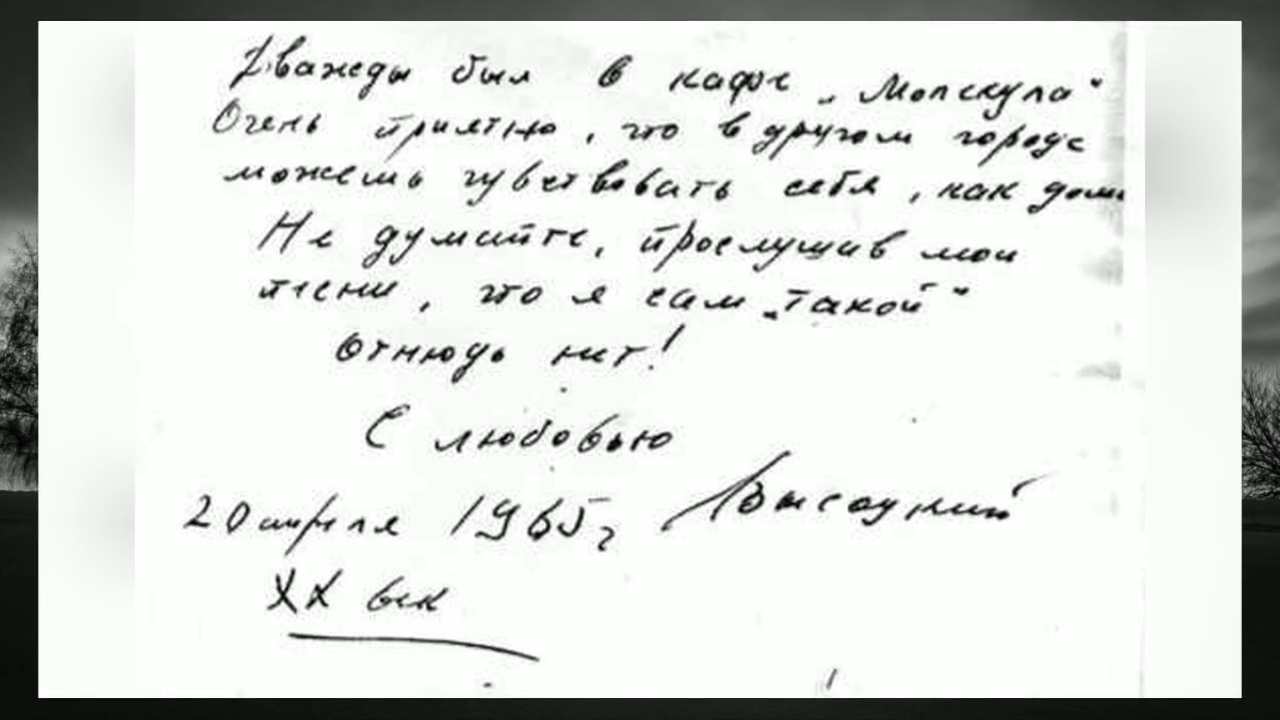 Дважды был в кафе „Молекула"
Очень приятно, что в другом городе
можешь чувствовать себя, как дома
Не думайте, прослушав мои
песни, что я сам „такой"
Отнюдь нет!
С любовью
20 апреля 1965г Высоцкий
XX век